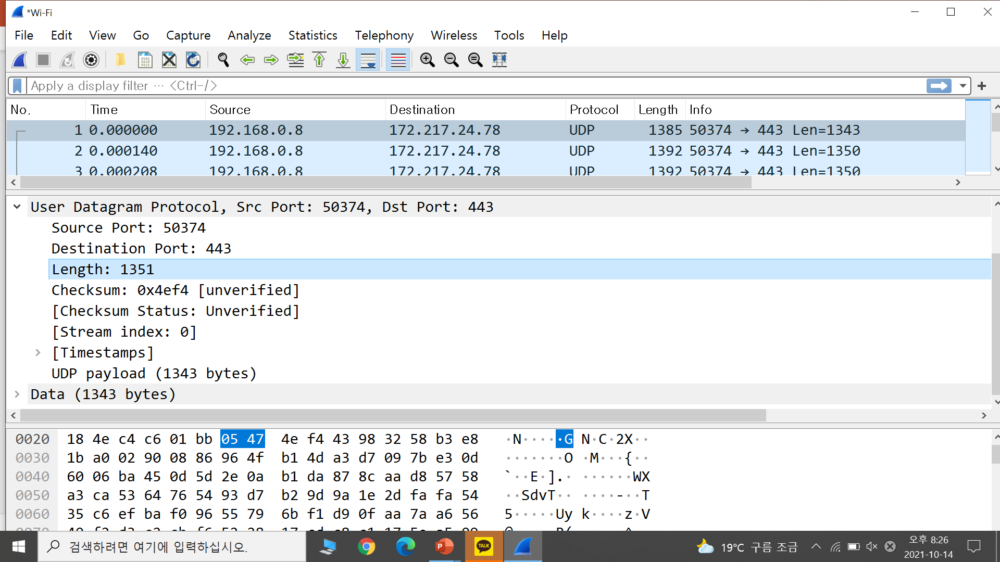 *Wi-Fi
File Edit View Go Capture Analyze Statistics Telephony Wireless Tools Help
Apply a display filter ··· <Ctrl-/>
No. Time Source Destination Protocol Length Info
1 0.000000 192.168.0.8 172.217.24.78 UDP 1385 50374 → 443 Len=1343
2 0.000140 192.168.0.8 172.217.24.78 UDP 1392 50374 → 443 Len=1350
3 0.000208 192.168.0.8 172.217.24.78 UDP 1392 50374 → 443 Len=1350
User Datagram Protocol, Src Port: 50374, Dst Port: 443
Source Port: 50374
Destination Port: 443
Length: 1351
Checksum: 0x4ef4 [unverified]
[Checksum Status: Unverified]
[Stream index: 0]
[Timestamps]
UDP payload (1343 bytes)
Data (1343 bytes)
0020 18 4e c4 c6 01 bb 05 47 4e f4 43 98 32 58 b3 e8 ·N·····G N·C·2X··
0030 1b a0 02 90 08 86 96 4f b1 4d a3 d7 09 7b e3 0d ·······O ·M···{··
0040 60 06 ba 45 0d 5d 2e 0a b1 da 87 8c aa d8 57 58 `··E·].· ······WX
0050 a3 ca 53 64 76 54 93 d7 b2 9d 9a 1e 2d fa fa 54 ··SdvT·· ····-··T
0060 35 c6 ef ba f0 96 55 79 6b f1 d9 0f aa 7a a6 56 5·····Uy k····z·V
검색하려면 여기에 입력하십시오.
TALK
19°C 구름 조금
오후 8:26
2021-10-14